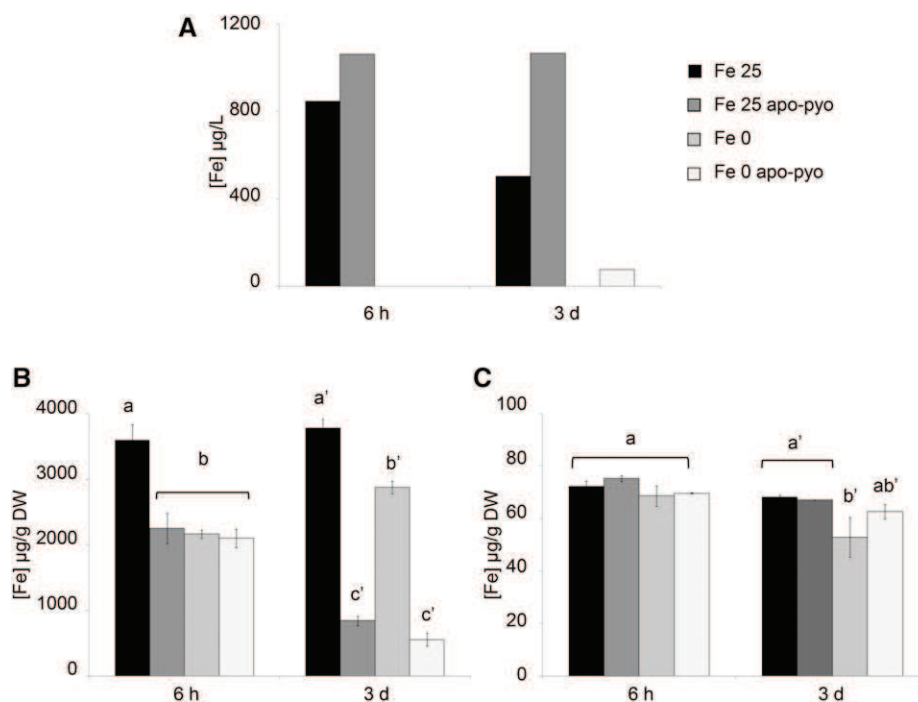 A
1200
800
400
0
[Fe] µg/L
6 h
3 d
Fe 25
Fe 25 apo-pyo
Fe 0
Fe 0 apo-pyo
B
4000
3000
2000
1000
0
[Fe] µg/g DW
a
b
a’
c’
b’
c’
6 h
3 d
C
100
80
60
40
20
0
[Fe] µg/g DW
a
a’
b’
ab’
6 h
3 d